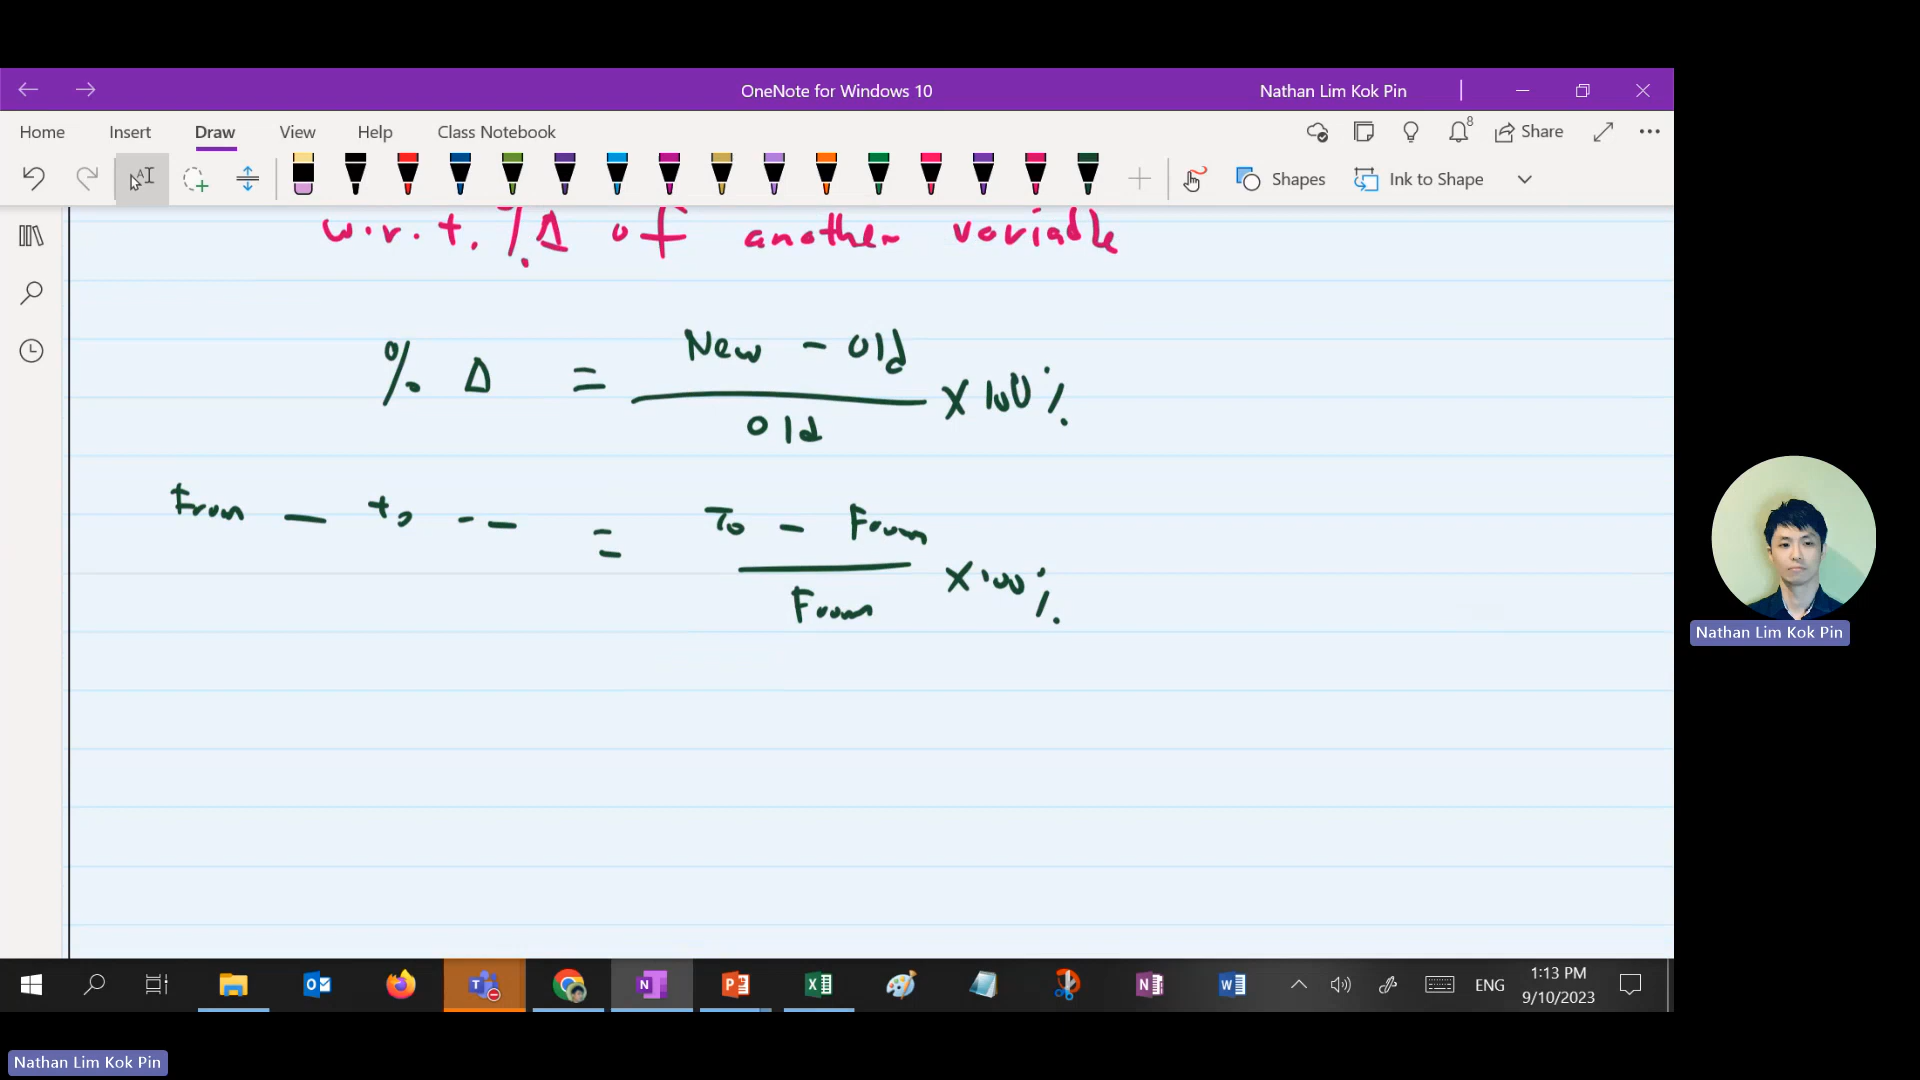 OneNote for Windows 10
Nathan Lim Kok Pin
Home Insert Draw View Help Class Notebook
8
Share
Shapes
Ink to Shape
w.r.t. %Δ of another variable
% Δ = New - Old
Old
X 100%
From — to -— = To - From
From
X 100%
Nathan Lim Kok Pin
ENG
1:13 PM
9/10/2023
Nathan Lim Kok Pin